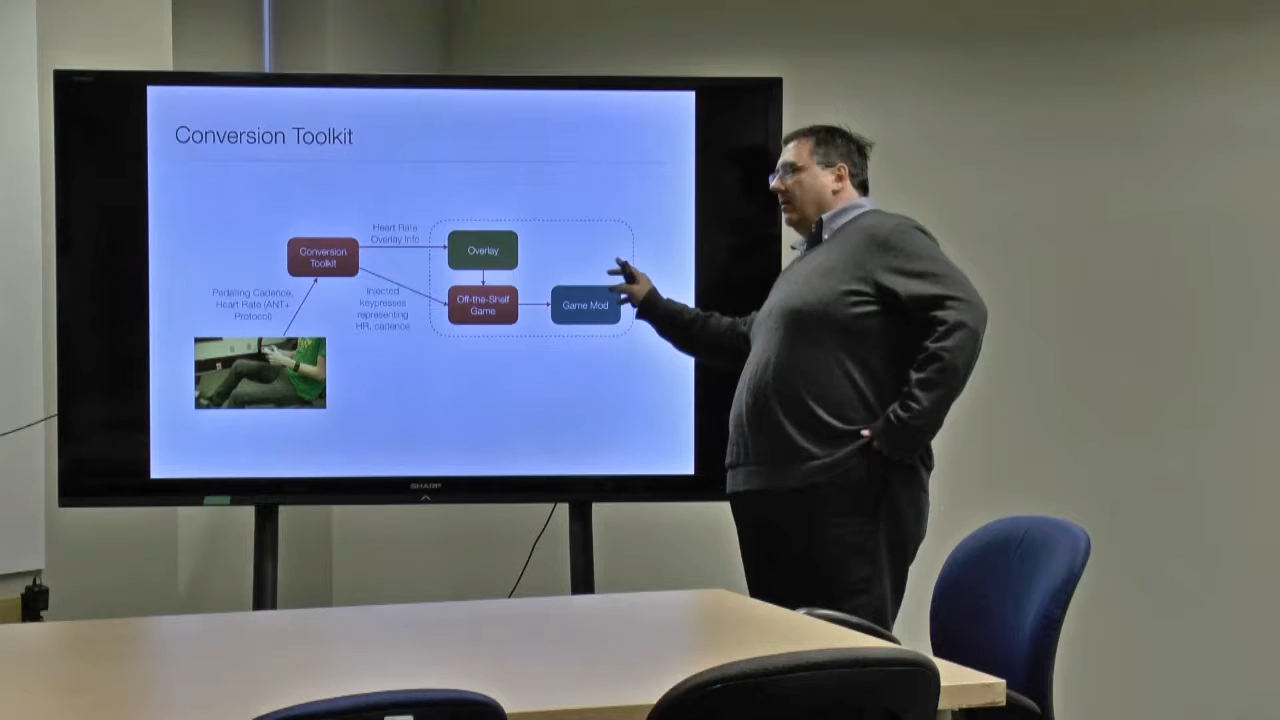 Conversion Toolkit
Heart Rate
Overlay Info
Conversion
Toolkit
Overlay
Pedalling Cadence,
Heart Rate (ANT+
Protocol)
Injected
keypresses
representing
HR, cadence
Off-the-Shelf
Game
Game Mod
SHARP